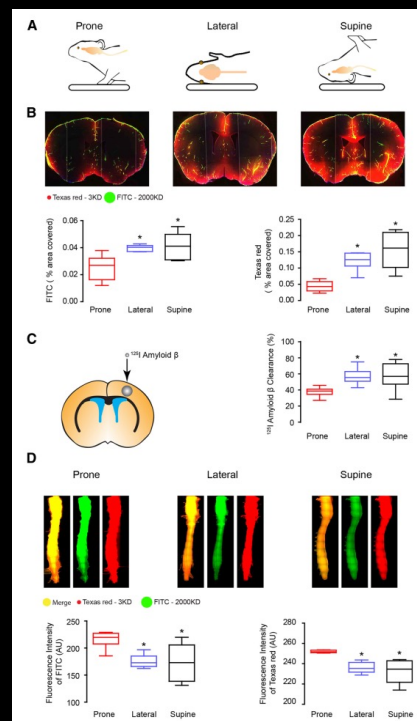 A
Prone Lateral Supine
B
Texas red - 3KD FITC - 2000KD
FITC ( % area covered)
0.06
0.04
0.02
0.00
* *
Prone Lateral Supine
Texas red
( % area covered)
0.25
0.20
0.15
0.10
0.05
0.00
* *
Prone Lateral Supine
C
125I Amyloid β
125I Amyloid β Clearance (%)
100
80
60
40
20
0
* *
Prone Lateral Supine
D
Prone Lateral Supine
Merge Texas red - 3KD FITC - 2000KD
Fluorescence Intensity
of FITC (AU)
250
200
150
100
* *
Prone Lateral Supine
Fluorescence Intensity
of Texas red (AU)
280
260
240
220
200
* *
Prone Lateral Supine